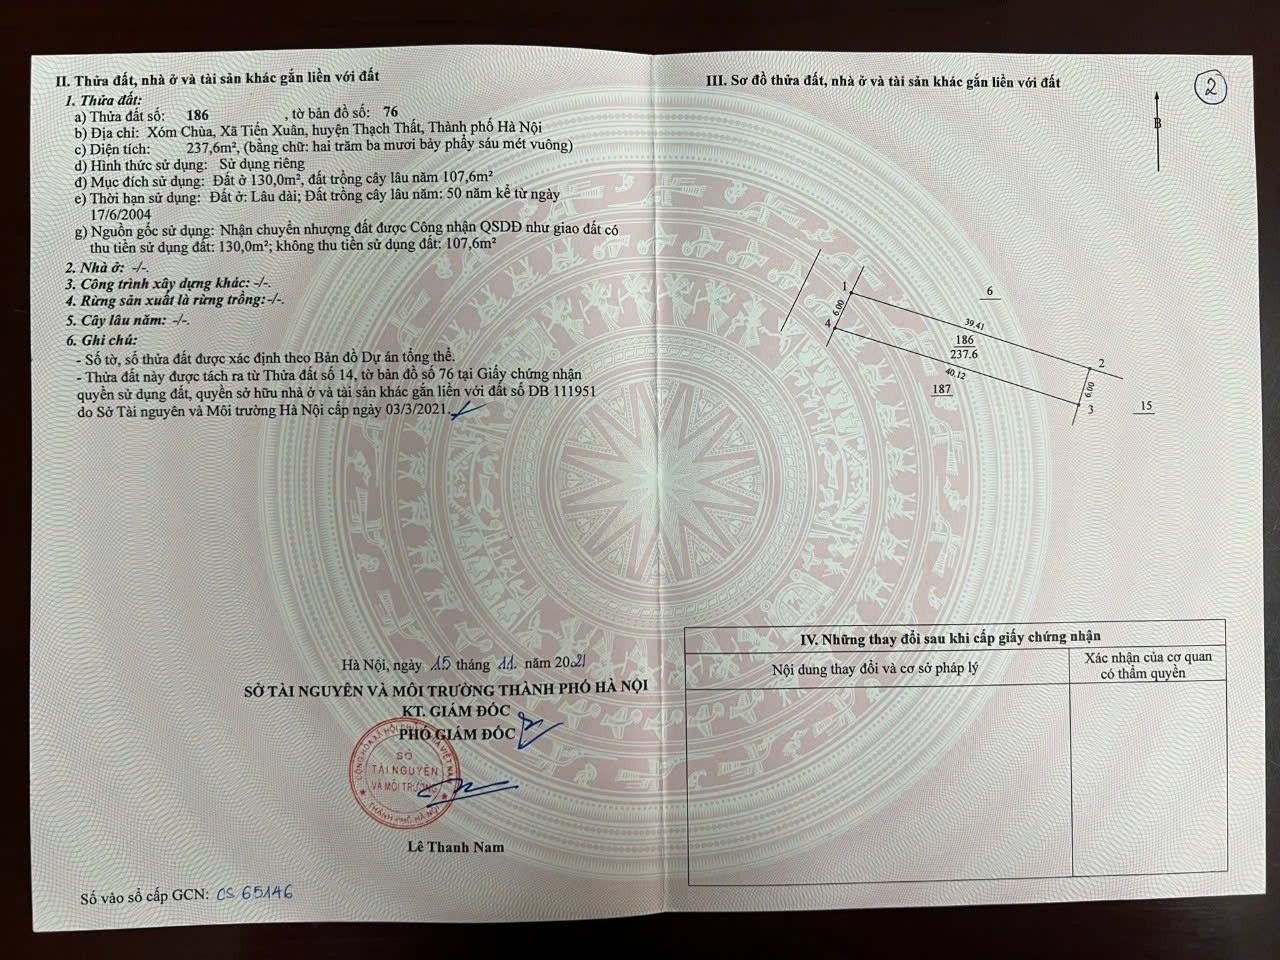 II. Thửa đất, nhà ở và tài sản khác gắn liền với đất
1. Thửa đất:
a) Thửa đất số: 186 , tờ bản đồ số: 76
b) Địa chỉ: Xóm Chùa, Xã Tiến Xuân, huyện Thạch Thất, Thành phố Hà Nội
c) Diện tích: 237,6m², (bằng chữ: hai trăm ba mươi bảy phẩy sáu mét vuông)
d) Hình thức sử dụng: Sử dụng riêng
đ) Mục đích sử dụng: Đất ở 130,0m², đất trồng cây lâu năm 107,6m²
e) Thời hạn sử dụng: Đất ở: Lâu dài; Đất trồng cây lâu năm: 50 năm kể từ ngày
17/6/2004
g) Nguồn gốc sử dụng: Nhận chuyển nhượng đất được Công nhận QSDĐ như giao đất có
thu tiền sử dụng đất: 130,0m²; không thu tiền sử dụng đất: 107,6m²
2. Nhà ở: -/-.
3. Công trình xây dựng khác: -/-.
4. Rừng sản xuất là rừng trồng:-/-.
5. Cây lâu năm: -/-.
6. Ghi chú:
- Số tờ, số thửa đất được xác định theo Bản đồ Dự án tổng thể.
- Thửa đất này được tách ra từ Thửa đất số 14, tờ bản đồ số 76 tại Giấy chứng nhận
quyền sử dụng đất, quyền sở hữu nhà ở và tài sản khác gắn liền với đất số DB 111951
do Sở Tài nguyên và Môi trường Hà Nội cấp ngày 03/3/2021.
Hà Nội, ngày 15 tháng 11. năm 2021
SỞ TÀI NGUYÊN VÀ MÔI TRƯỜNG THÀNH PHỐ HÀ NỘI
KT. GIÁM ĐỐC
PHÓ GIÁM ĐỐC
SỞ
TÀI NGUYÊN
VÀ MÔI TRƯỜNG
THÀNH PHỐ HÀ NỘI
Lê Thanh Nam
Số vào sổ cấp GCN: CS 65146
III. Sơ đồ thửa đất, nhà ở và tài sản khác gắn liền với đất
2
B
1
6
6.00
4
39.41
186
237.6
2
40.12
187
6.00
3
15
IV. Những thay đổi sau khi cấp giấy chứng nhận
Nội dung thay đổi và cơ sở pháp lý
Xác nhận của cơ quan
có thẩm quyền